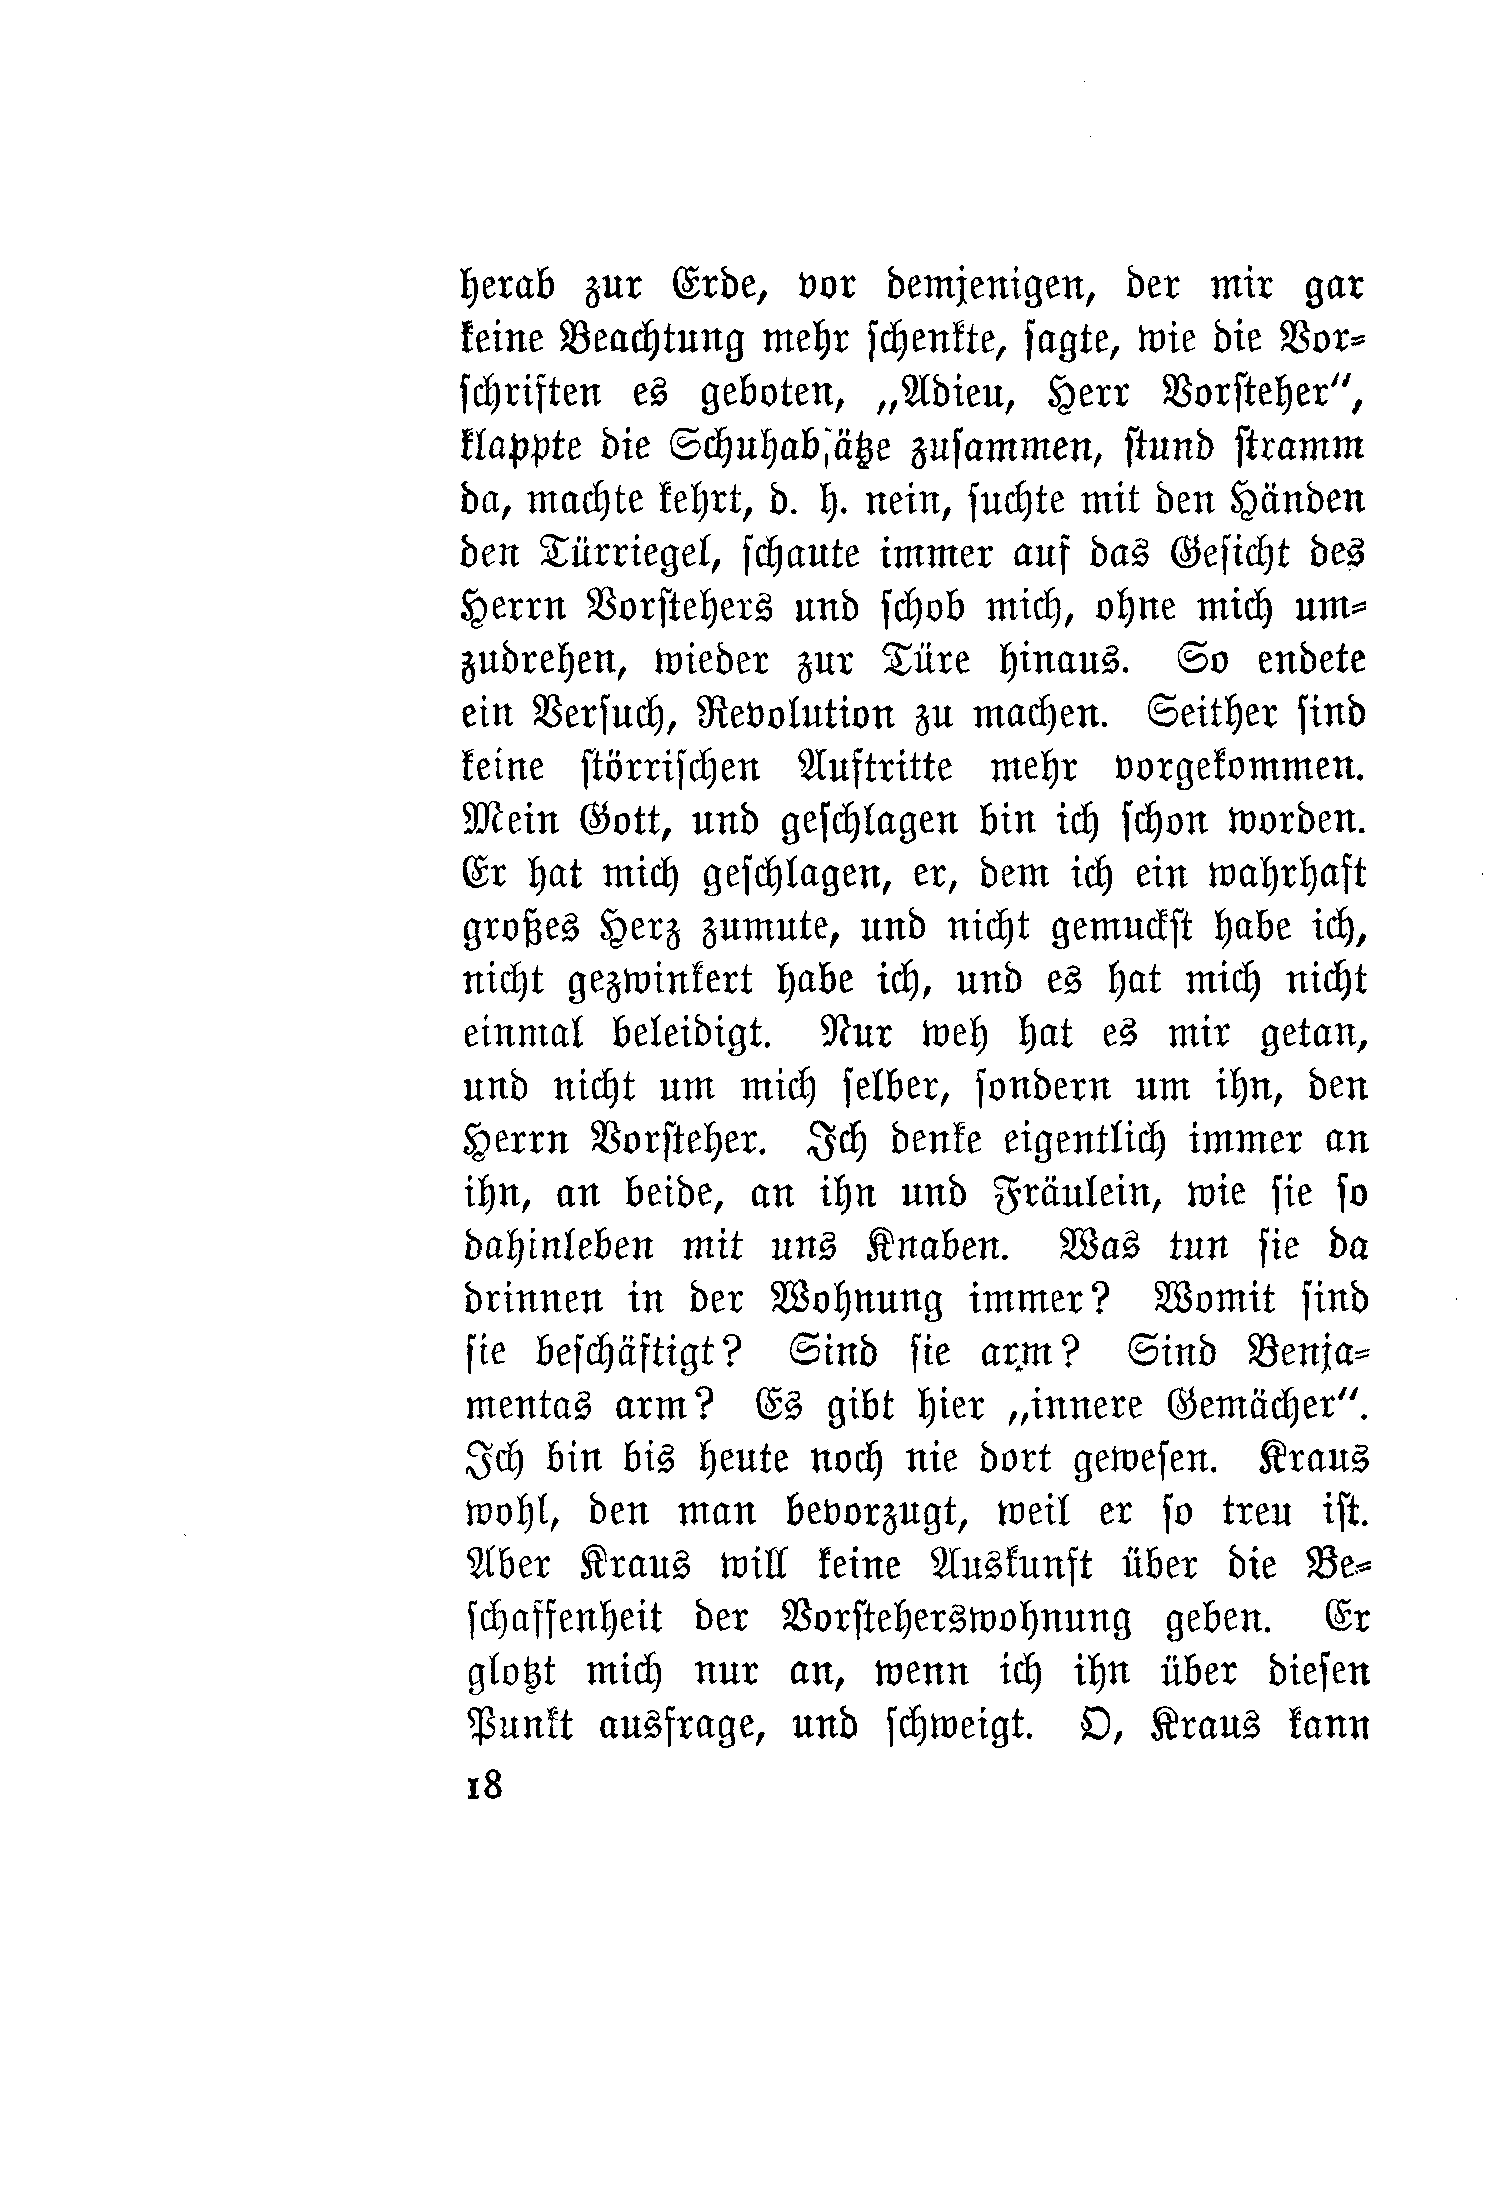 herab zur Erde, vor demjenigen, der mir gar
keine Beachtung mehr schenkte, sagte, wie die Vor-
schriften es geboten, „Adieu, Herr Vorsteher“,
klappte die Schuhabsätze zusammen, stund stramm
da, machte kehrt, d. h. nein, suchte mit den Händen
den Türriegel, schaute immer auf das Gesicht des
Herrn Vorstehers und schob mich, ohne mich um-
zudrehen, wieder zur Türe hinaus. So endete
ein Versuch, Revolution zu machen. Seither sind
keine störrischen Auftritte mehr vorgekommen.
Mein Gott, und geschlagen bin ich schon worden.
Er hat mich geschlagen, er, dem ich ein wahrhaft
großes Herz zumute, und nicht gemuckst habe ich,
nicht gezwinkert habe ich, und es hat mich nicht
einmal beleidigt. Nur weh hat es mir getan,
und nicht um mich selber, sondern um ihn, den
Herrn Vorsteher. Ich denke eigentlich immer an
ihn, an beide, an ihn und Fräulein, wie sie so
dahinleben mit uns Knaben. Was tun sie da
drinnen in der Wohnung immer? Womit sind
sie beschäftigt? Sind sie arm? Sind Benja-
mentas arm? Es gibt hier „innere Gemächer“.
Ich bin bis heute noch nie dort gewesen. Kraus
wohl, den man bevorzugt, weil er so treu ist.
Aber Kraus will keine Auskunft über die Be-
schaffenheit der Vorsteherswohnung geben. Er
glotzt mich nur an, wenn ich ihn über diesen
Punkt ausfrage, und schweigt. O, Kraus kann
18